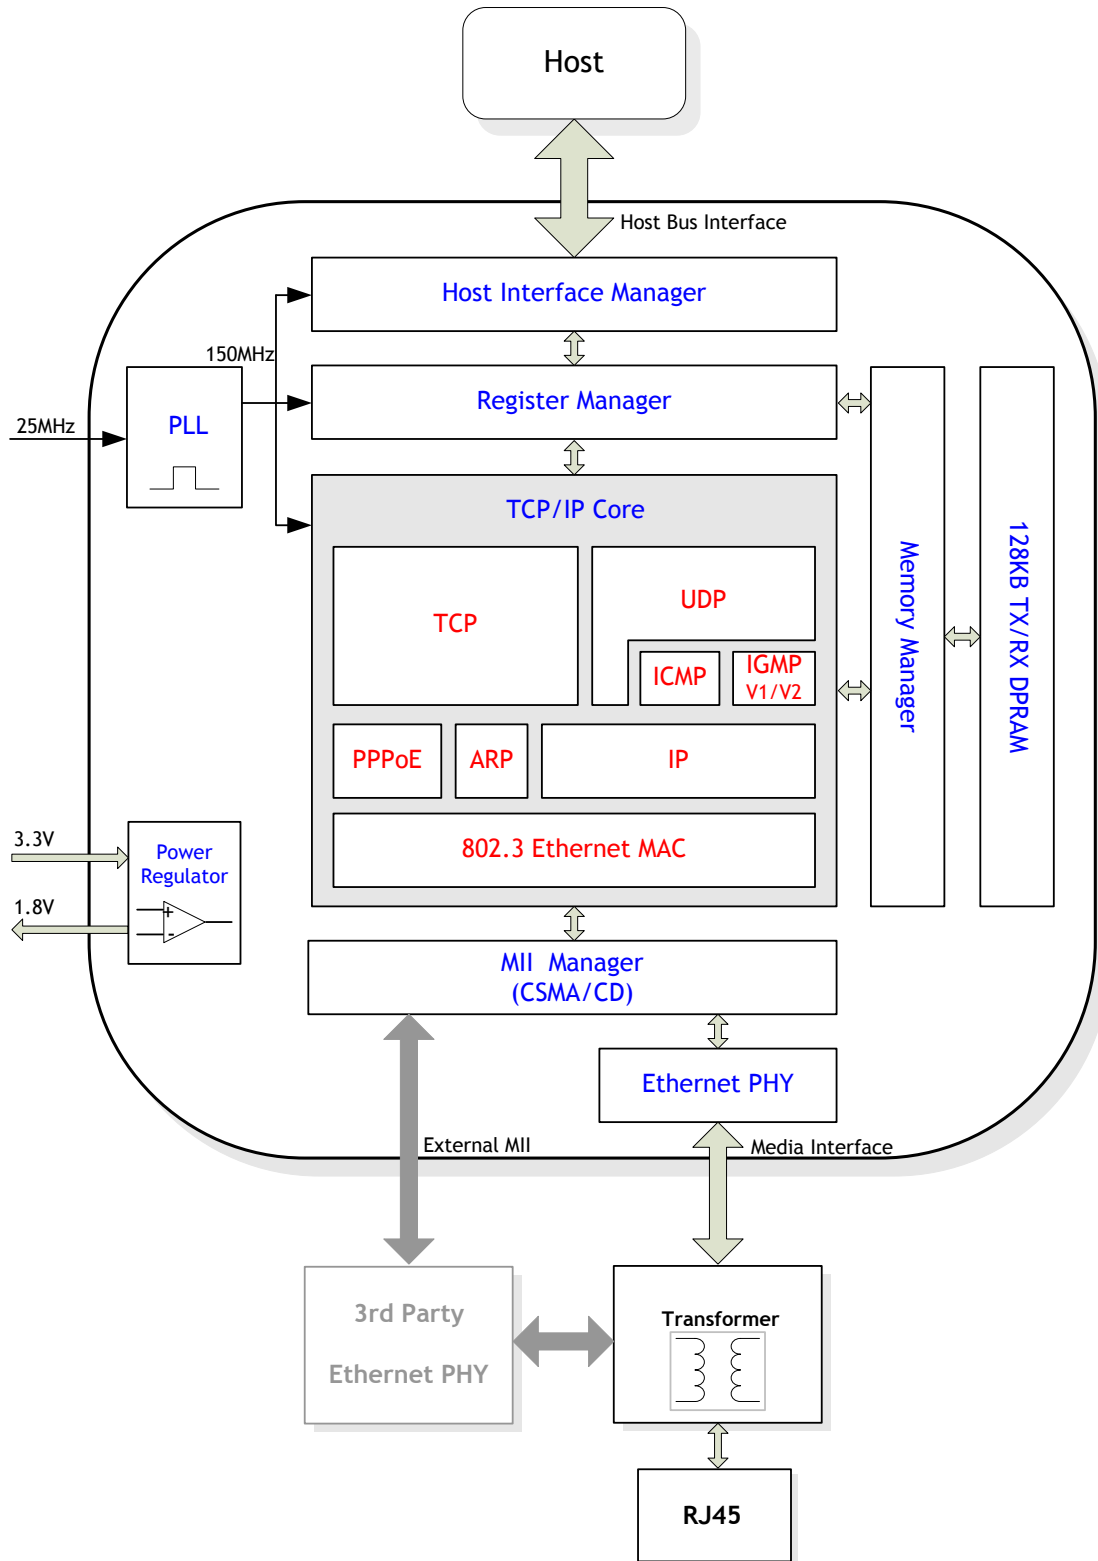 Host
Host Bus Interface
Host Interface Manager
150MHz
Register Manager
PLL
25MHz
TCP/IP Core
TCP
UDP
ICMP
IGMP
V1/V2
PPPoE
ARP
IP
802.3 Ethernet MAC
Memory Manager
128KB TX/RX DPRAM
3.3V
Power
Regulator
1.8V
+
-
MII Manager
(CSMA/CD)
Ethernet PHY
External MII
Media Interface
3rd Party
Ethernet PHY
Transformer
RJ45